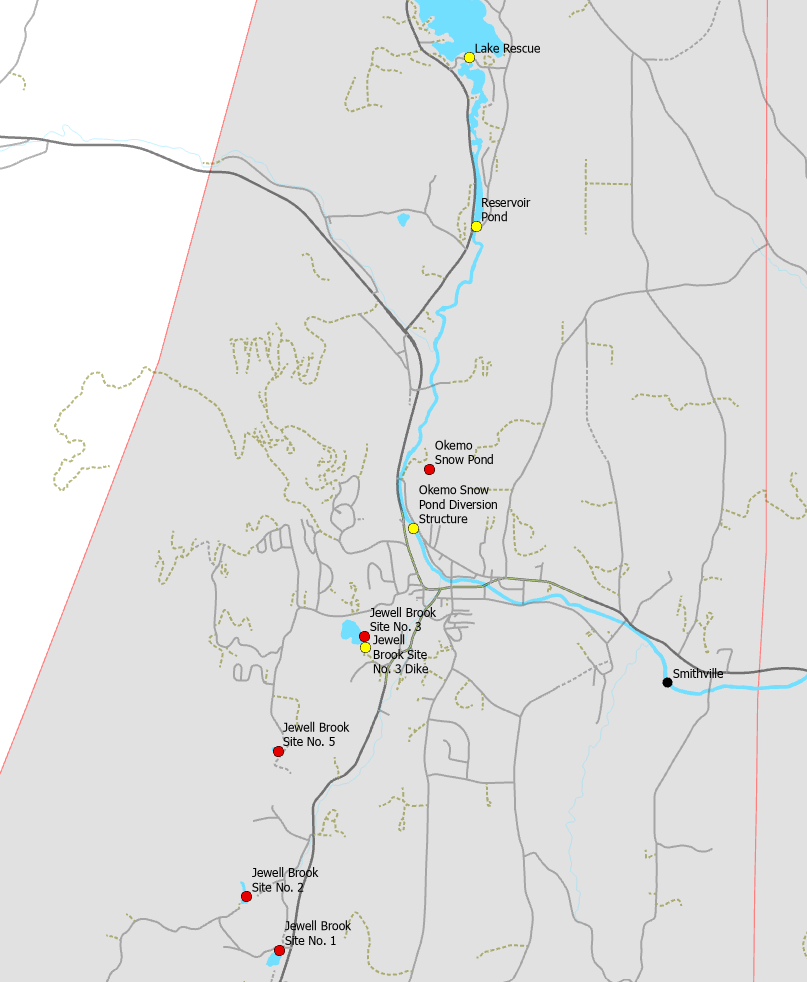 Lake Rescue
Reservoir
Pond
Okemo
Snow Pond
Okemo Snow
Pond Diversion
Structure
Jewell Brook
Site No. 3
Jewell
Brook Site
No. 3 Dike
Smithville
Jewell Brook
Site No. 5
Jewell Brook
Site No. 2
Jewell Brook
Site No. 1